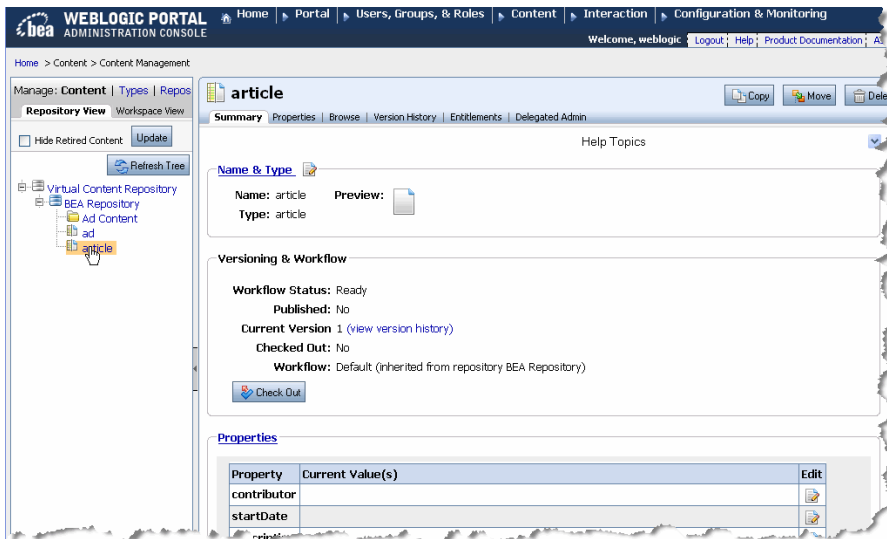 bea WEBLOGIC PORTAL
ADMINISTRATION CONSOLE
Home Portal Users, Groups, & Roles Content Interaction Configuration & Monitoring
Welcome, weblogic Logout Help Product Documentation
Home > Content > Content Management
Manage: Content | Types | Repos
Repository View Workspace View
Hide Retired Content Update
Refresh Tree
Virtual Content Repository
BEA Repository
Ad Content
ad
article
article
Copy Move Dele
Summary Properties | Browse | Version History | Entitlements | Delegated Admin
Help Topics
Name & Type
Name: article Preview:
Type: article
Versioning & Workflow
Workflow Status: Ready
Published: No
Current Version 1 (view version history)
Checked Out: No
Workflow: Default (inherited from repository BEA Repository)
Check Out
Properties
Property Current Value(s) Edit
contributor
startDate